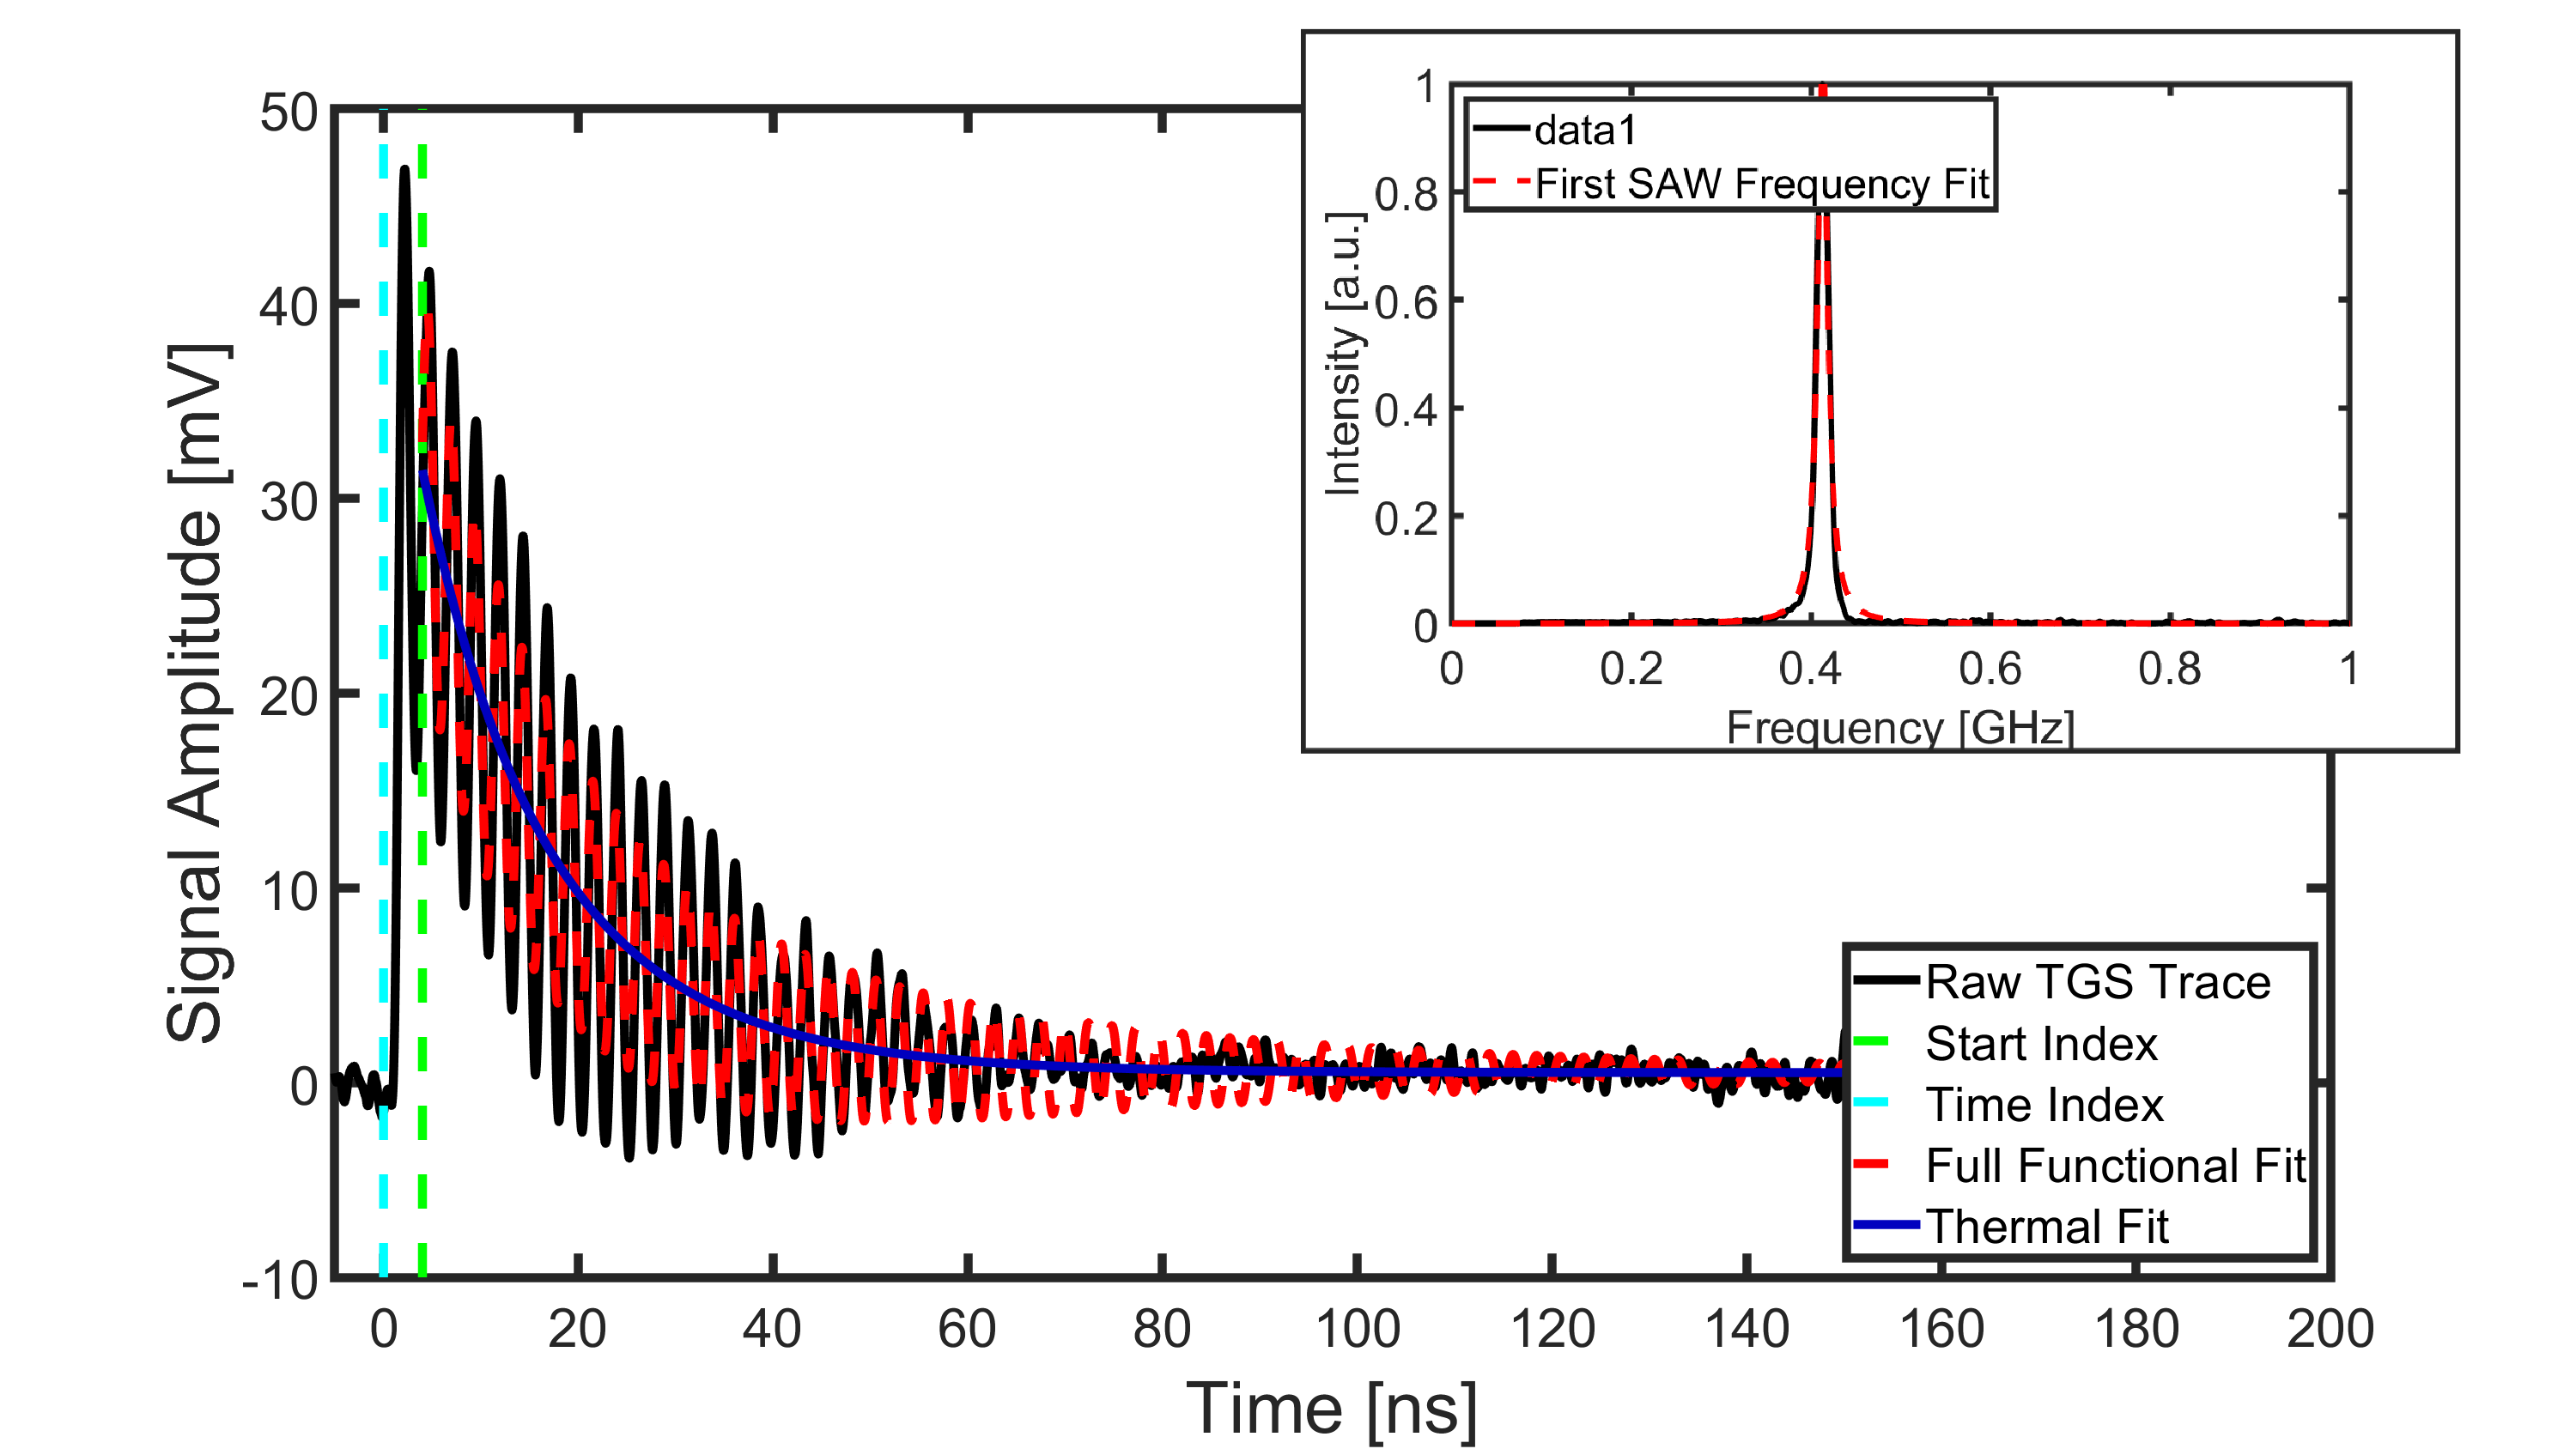 50
40
30
20
10
0
-10
Signal Amplitude [mV]
0 20 40 60 80 100 120 140 160 180 200
Time [ns]
1
0.8
0.6
0.4
0.2
0
Intensity [a.u.]
data1
First SAW Frequency Fit
0 0.2 0.4 0.6 0.8 1
Frequency [GHz]
Raw TGS Trace
Start Index
Time Index
Full Functional Fit
Thermal Fit